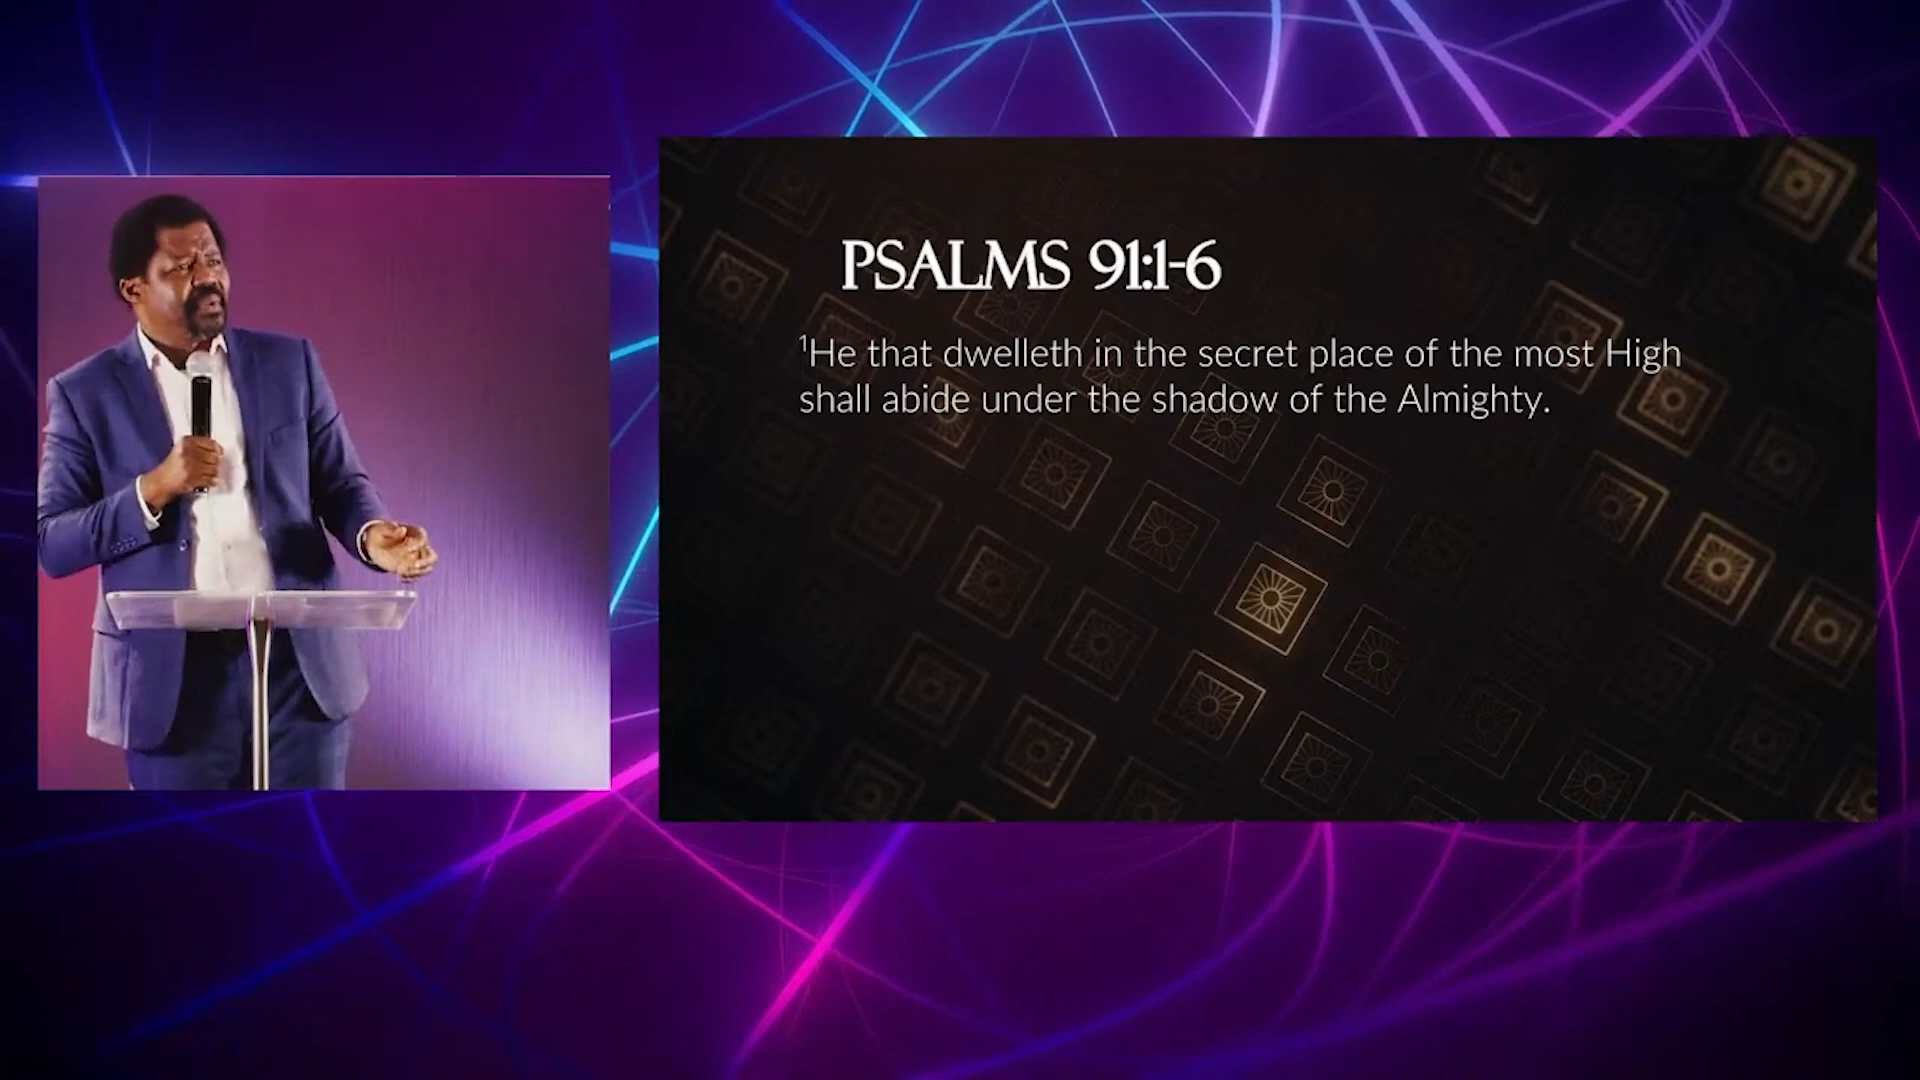 PSALMS 91:1-6
¹He that dwelleth in the secret place of the most High
shall abide under the shadow of the Almighty.